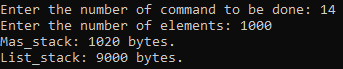 Enter the number of command to be done: 14
Enter the number of elements: 1000
Mas_stack: 1020 bytes.
List_stack: 9000 bytes.